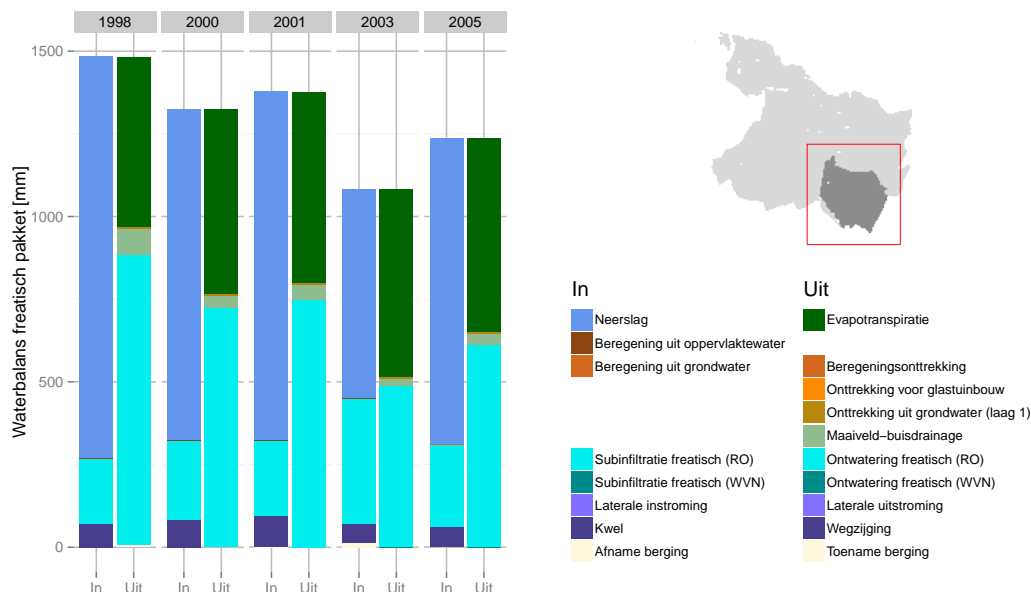 1998 2000 2001 2003 2005
Waterbalans freatisch pakket [mm]
1500
1000
500
0
In Uit In Uit In Uit In Uit In Uit
In
Neerslag
Beregening uit oppervlaktewater
Beregening uit grondwater
Subinfiltratie freatisch (RO)
Subinfiltratie freatisch (WVN)
Laterale instroming
Kwel
Afname berging
Uit
Evapotranspiratie
Beregeningsonttrekking
Onttrekking voor glastuinbouw
Onttrekking uit grondwater (laag 1)
Maaiveld−buisdrainage
Ontwatering freatisch (RO)
Ontwatering freatisch (WVN)
Laterale uitstroming
Wegzijging
Toename berging